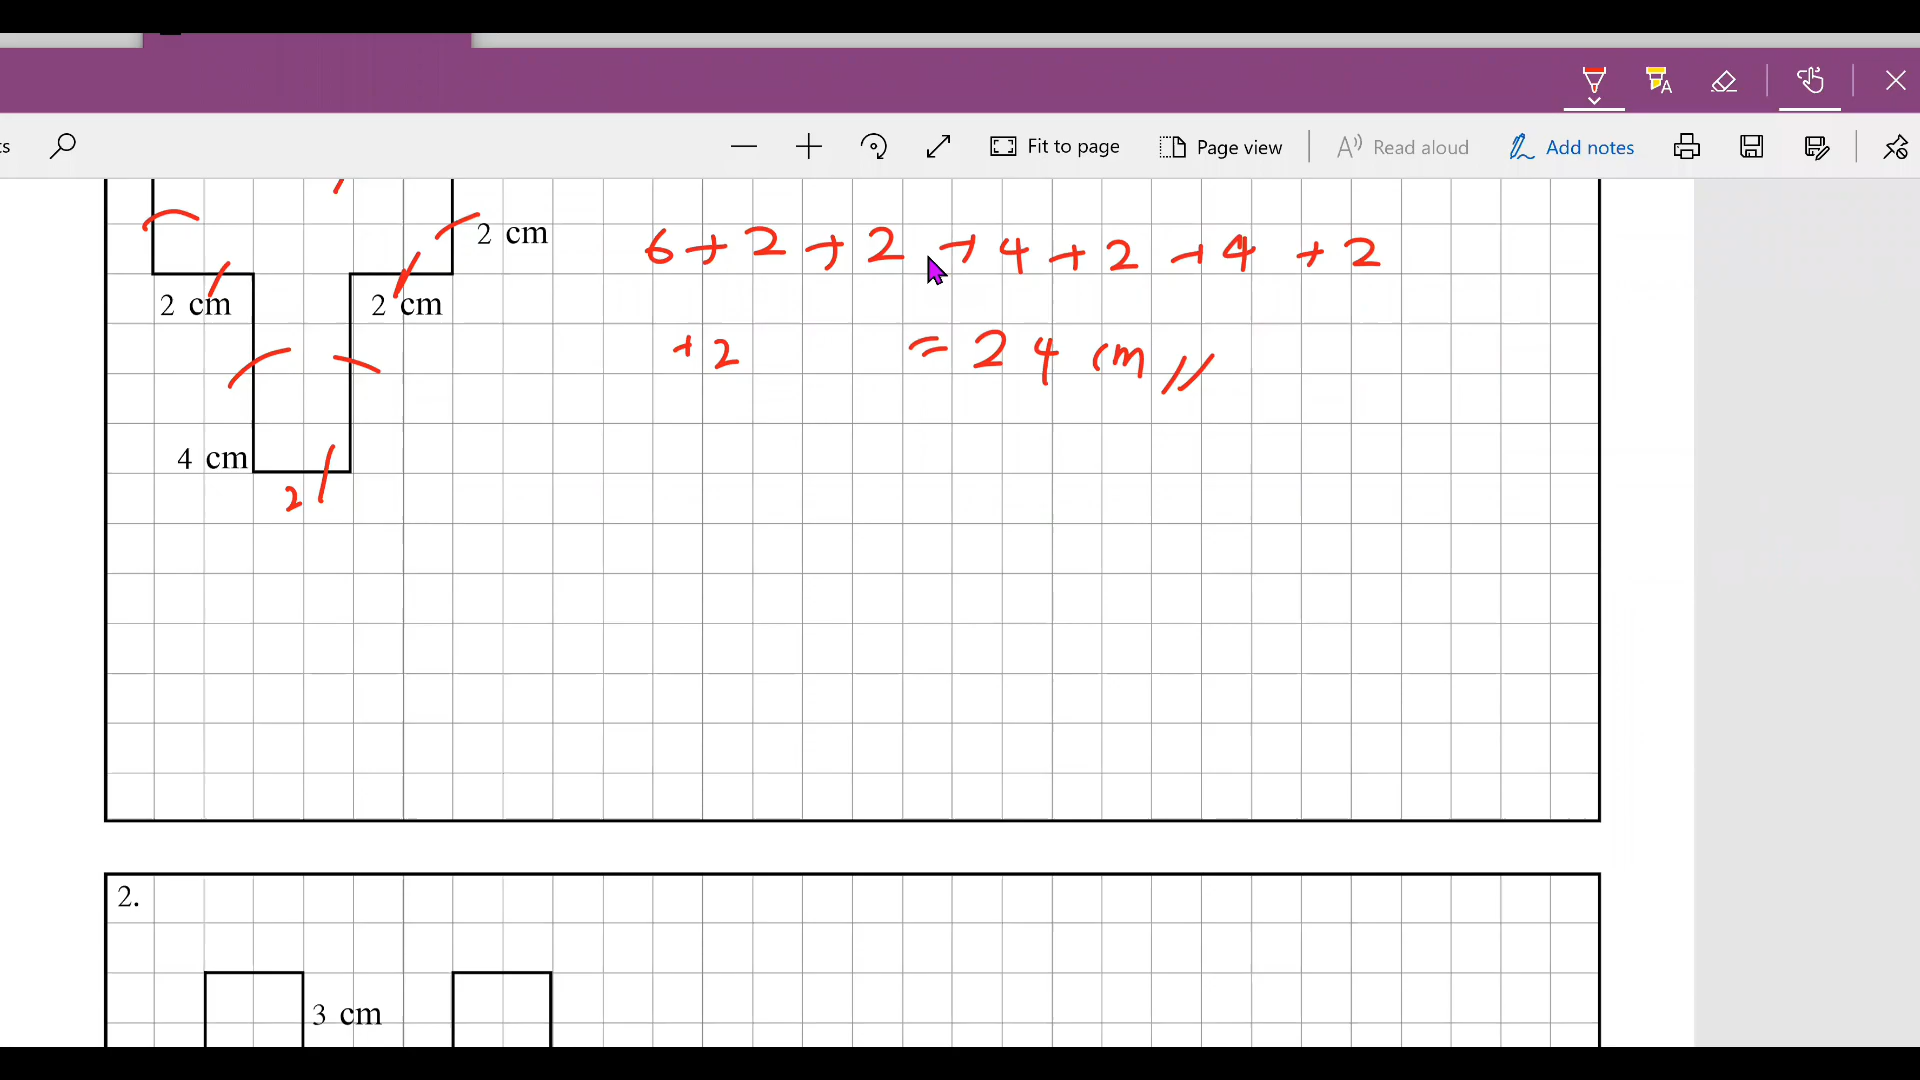 ts Fit to page Page view A Read aloud Add notes
2 cm 6 + 2 + 2 + 4 + 2 + 4 + 2
2 cm 2 cm
+ 2 = 24 cm //
4 cm
2
2.
3 cm